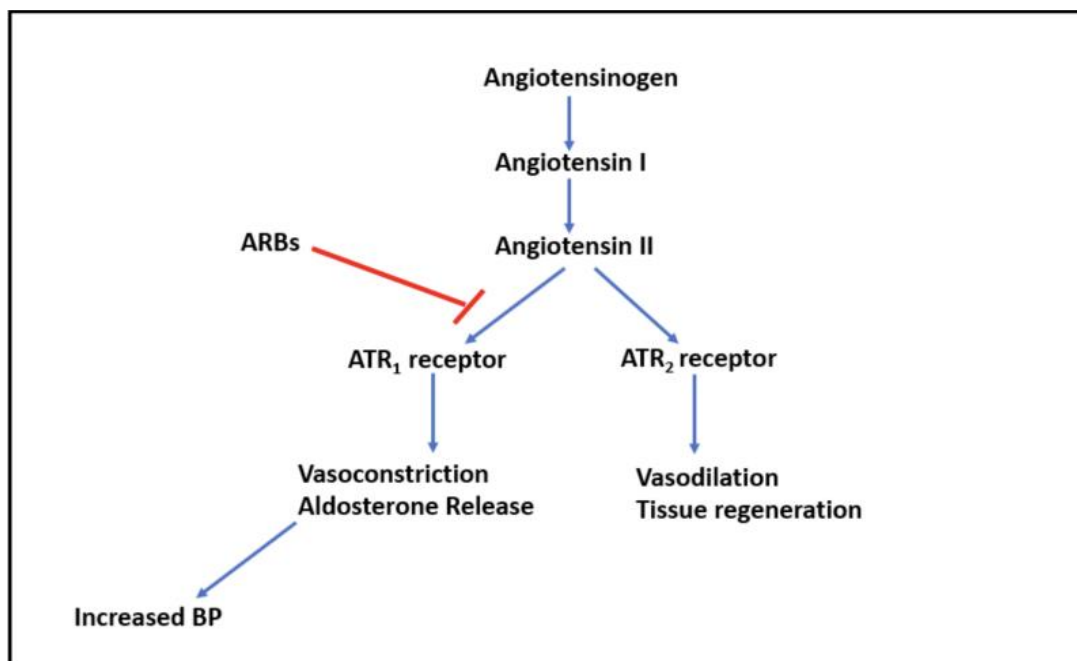 Angiotensinogen
Angiotensin I
ARBs
Angiotensin II
ATR₁ receptor
ATR₂ receptor
Vasoconstriction
Aldosterone Release
Vasodilation
Tissue regeneration
Increased BP